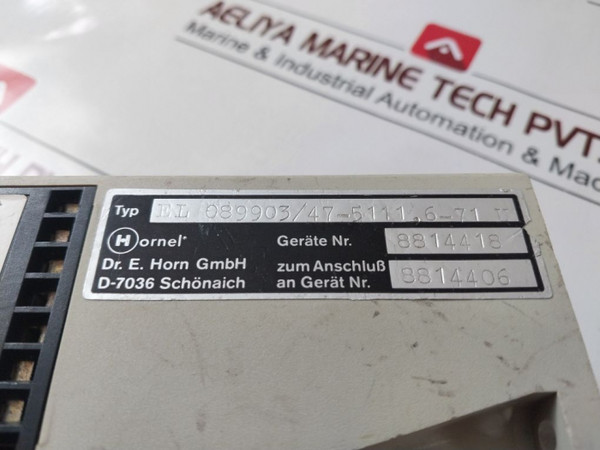 AELIYA MARINE TECH PVT.
Marine & Industrial Automation & Mac
Typ EL 089903/47-5111,6-71 U
Hornel Geräte Nr. 8814418
Dr. E. Horn GmbH zum Anschluß 8814406
D-7036 Schönaich an Gerät Nr.